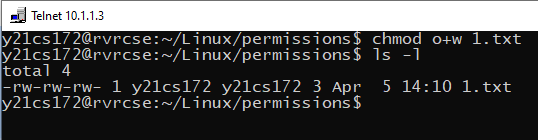 Telnet 10.1.1.3
y21cs172@rvrcse:~/Linux/permissions$ chmod o+w 1.txt
y21cs172@rvrcse:~/Linux/permissions$ ls -l
total 4
-rw-rw-rw- 1 y21cs172 y21cs172 3 Apr  5 14:10 1.txt
y21cs172@rvrcse:~/Linux/permissions$